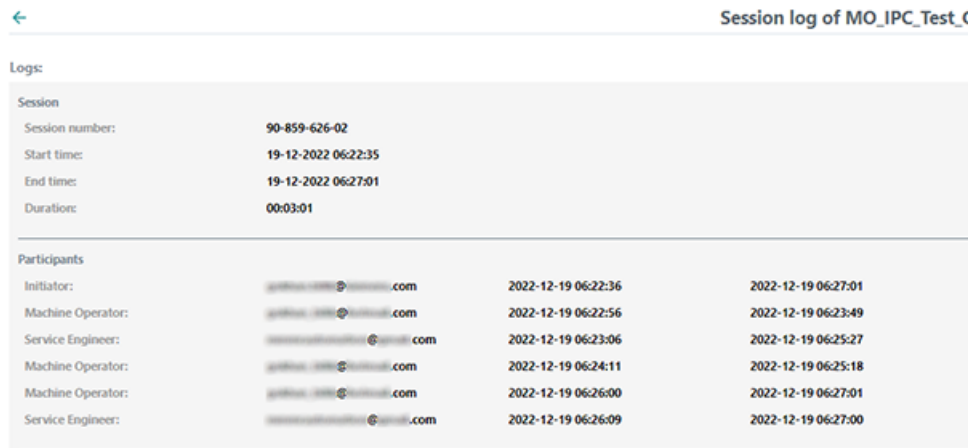 Session log of MO_IPC_Test_
Logs:
Session
Session number: 90-859-626-02
Start time: 19-12-2022 06:22:35
End time: 19-12-2022 06:27:01
Duration: 00:03:01
Participants
Initiator: @ .com 2022-12-19 06:22:36 2022-12-19 06:27:01
Machine Operator: @ .com 2022-12-19 06:22:56 2022-12-19 06:23:49
Service Engineer: @ com 2022-12-19 06:23:06 2022-12-19 06:25:27
Machine Operator: @ .com 2022-12-19 06:24:11 2022-12-19 06:25:18
Machine Operator: @ .com 2022-12-19 06:26:00 2022-12-19 06:27:01
Service Engineer: @ .com 2022-12-19 06:26:09 2022-12-19 06:27:00